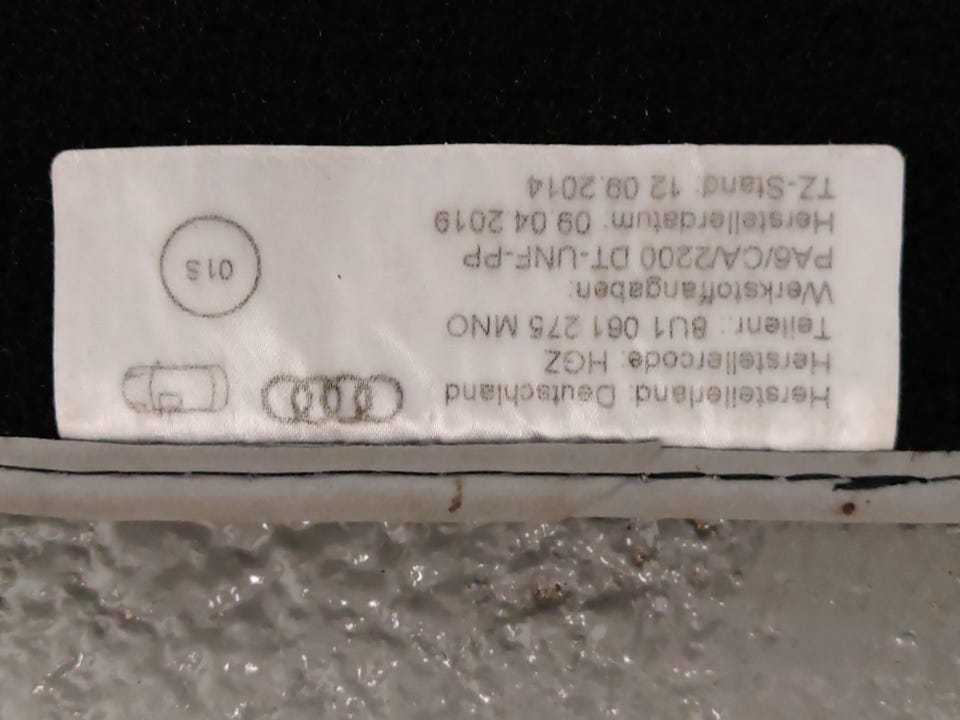 Herstellerland: Deutschland
Herstellercode: HGZ
Teilenr.: 8U1 061 275 MNO
Werkstoffangaben:
PA6/CA/2200 DT-UNF-PP
Herstellerdatum: 09.04.2019
TZ-Stand: 12.09.2014
01S